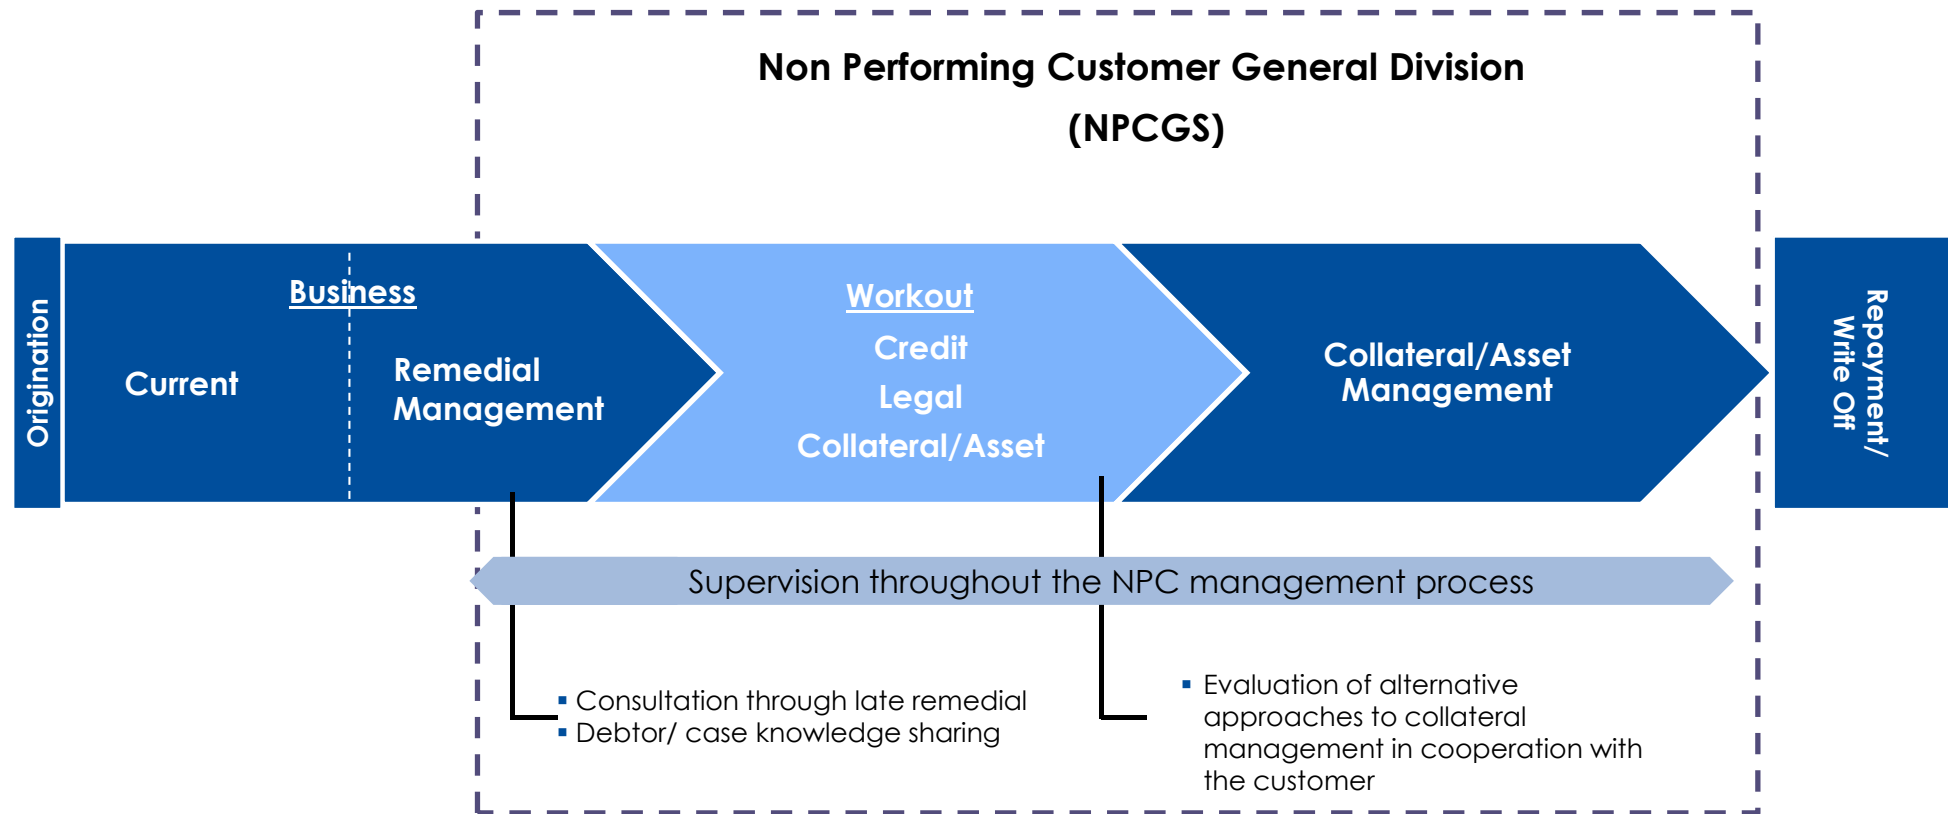 Non Performing Customer General Division
(NPCGS)
Origination
Business
Current
Remedial
Management
Workout
Credit
Legal
Collateral/Asset
Collateral/Asset
Management
Repayment/
Write Off
Supervision throughout the NPC management process
▪ Consultation through late remedial
▪ Debtor/ case knowledge sharing
▪ Evaluation of alternative
approaches to collateral
management in cooperation with
the customer